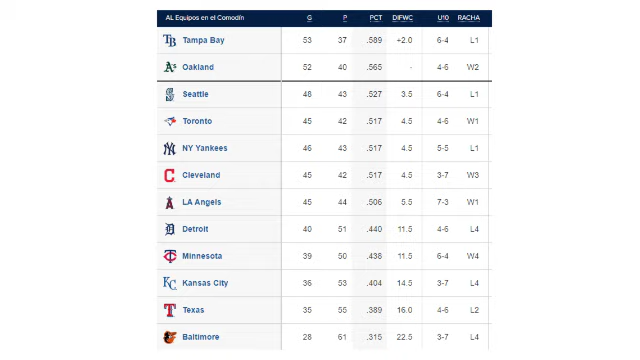 AL Equipos en el Comodín G P PCT DIFWC U10 RACHA
Tampa Bay 53 37 .589 +2.0 6-4 L1
Oakland 52 40 .565 - 4-6 W2
Seattle 48 43 .527 3.5 6-4 L1
Toronto 45 42 .517 4.5 4-6 W1
NY Yankees 46 43 .517 4.5 5-5 L1
Cleveland 45 42 .517 4.5 3-7 W3
LA Angels 45 44 .506 5.5 7-3 W1
Detroit 40 51 .440 11.5 4-6 L4
Minnesota 39 50 .438 11.5 6-4 W4
Kansas City 36 53 .404 14.5 3-7 L4
Texas 35 55 .389 16.0 4-6 L2
Baltimore 28 61 .315 22.5 3-7 L4